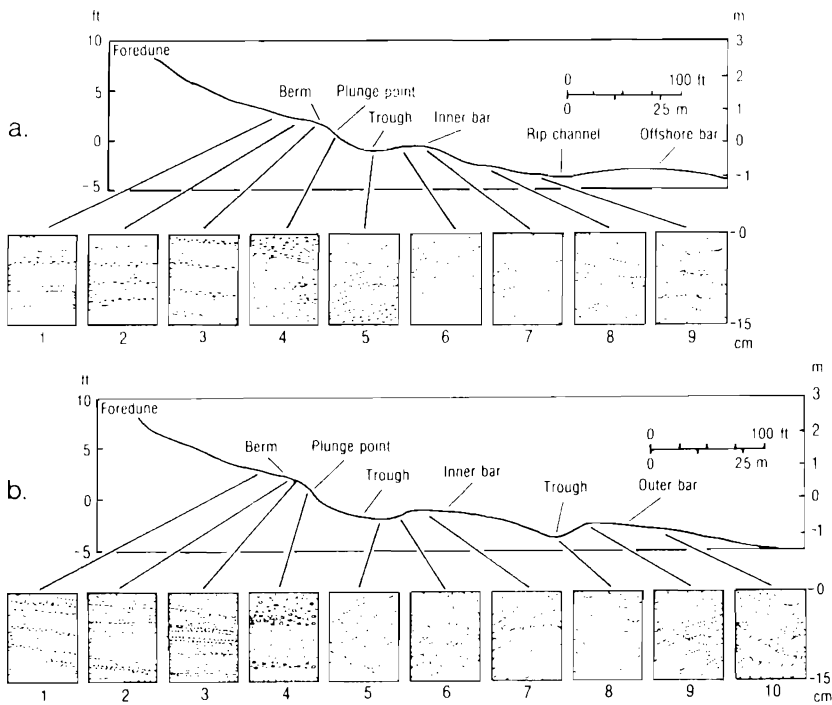 ft
m
10
3
Foredune
2
0
100 ft
5
Berm
Plunge point
a.
1
0
25 m
Trough
Inner bar
0
0
Rip channel
Offshore bar
-1
-5
-0
-15
1
2
3
4
5
6
7
8
9
cm
ft
m
10
3
Foredune
2
0
100 ft
5
Berm
Plunge point
b.
1
0
25 m
Trough
Inner bar
0
0
Trough
Outer bar
-1
-5
-0
-15
1
2
3
4
5
6
7
8
9
10
cm